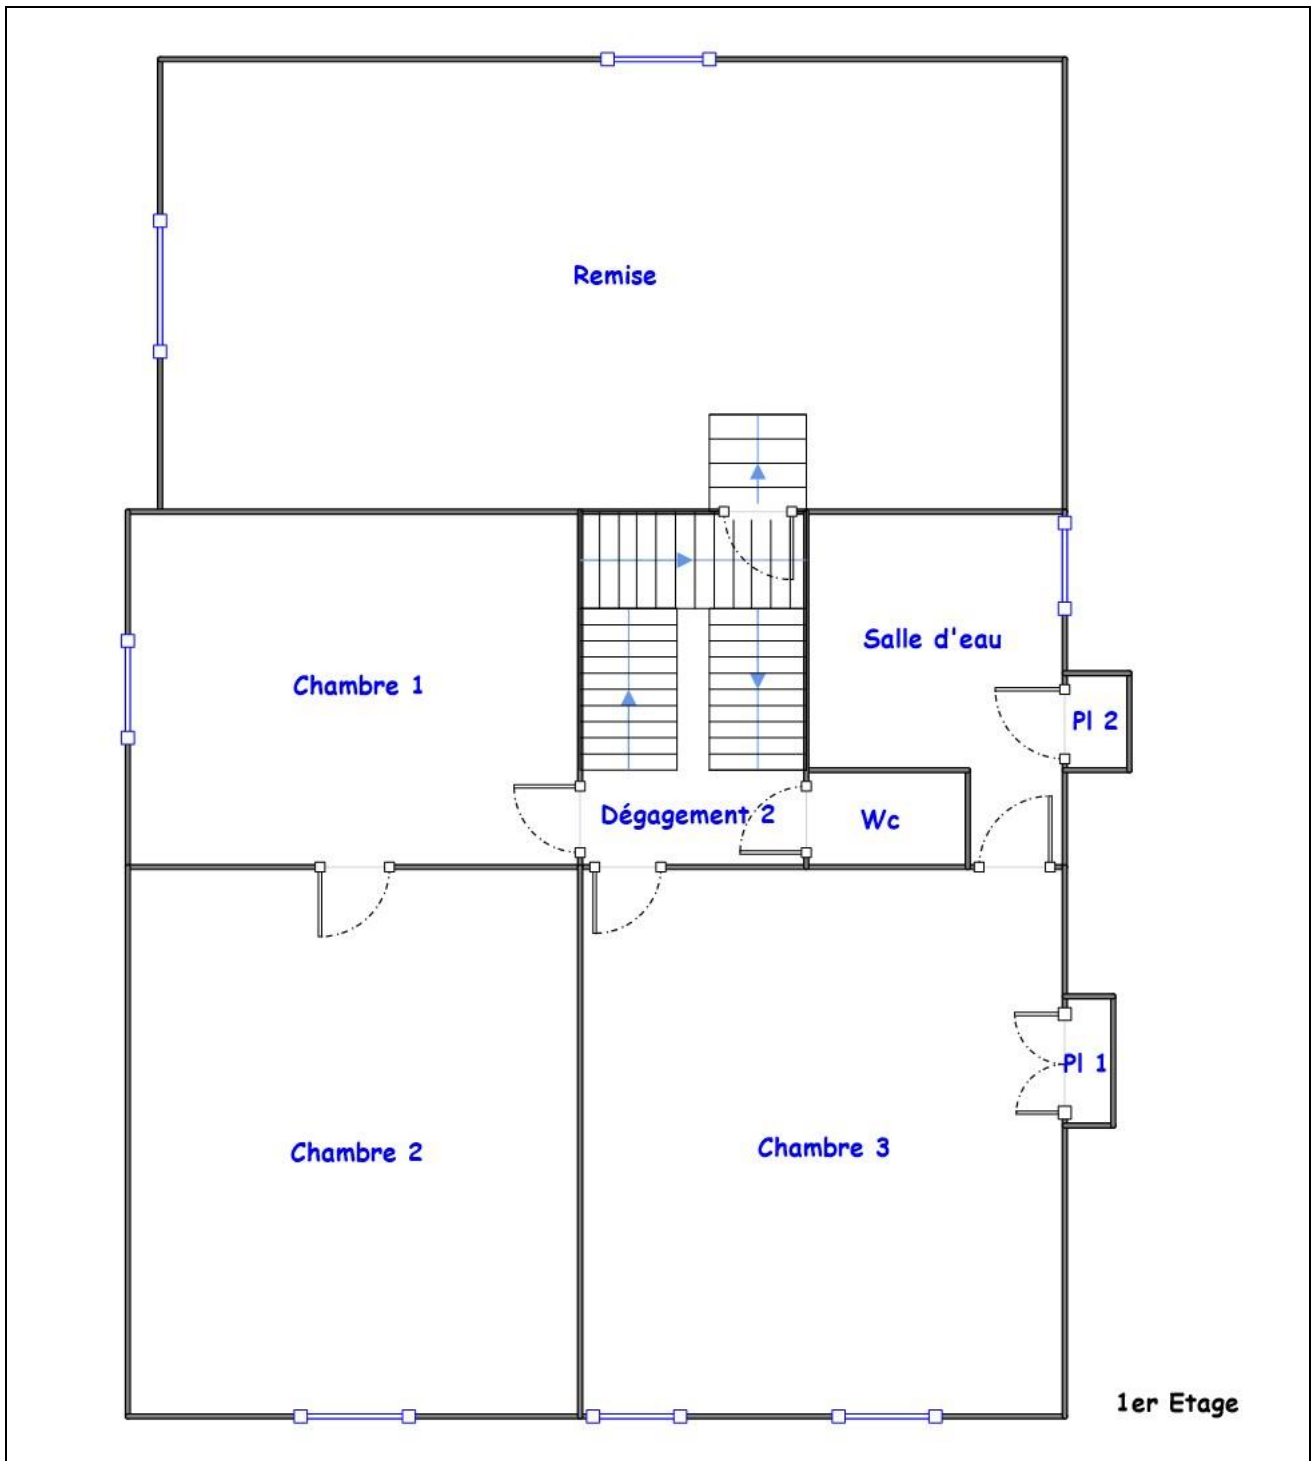 Remise
Salle d'eau
Chambre 1
Pl 2
Dégagement 2
Wc
Pl 1
Chambre 2
Chambre 3
1er Etage